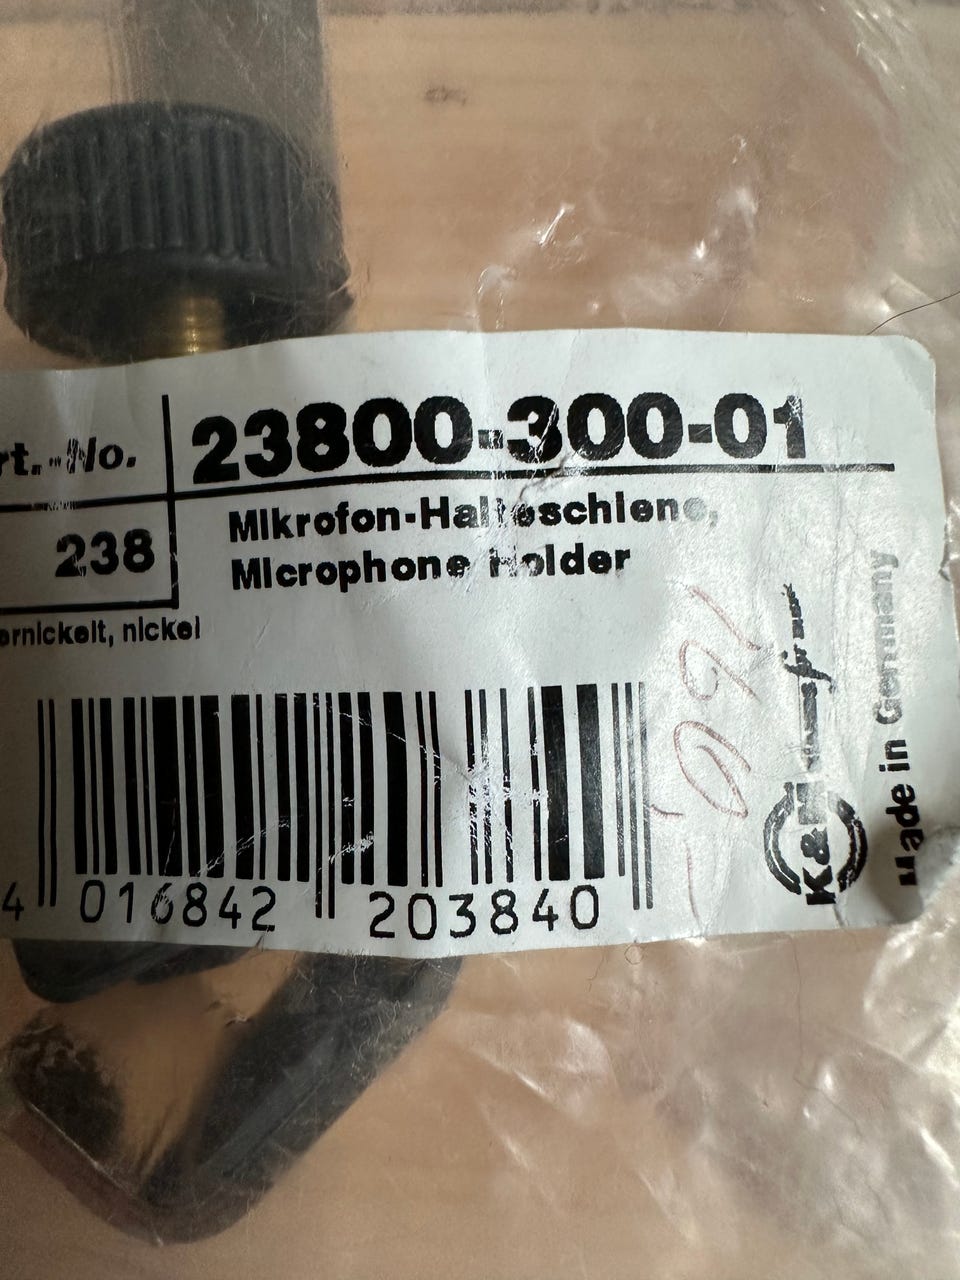 rt.-No.
23800-300-01
238
Mikrofon-Halteschiene,
Microphone Holder
ernickelt, nickel
4 016842 203840
K&M
Made in Germany